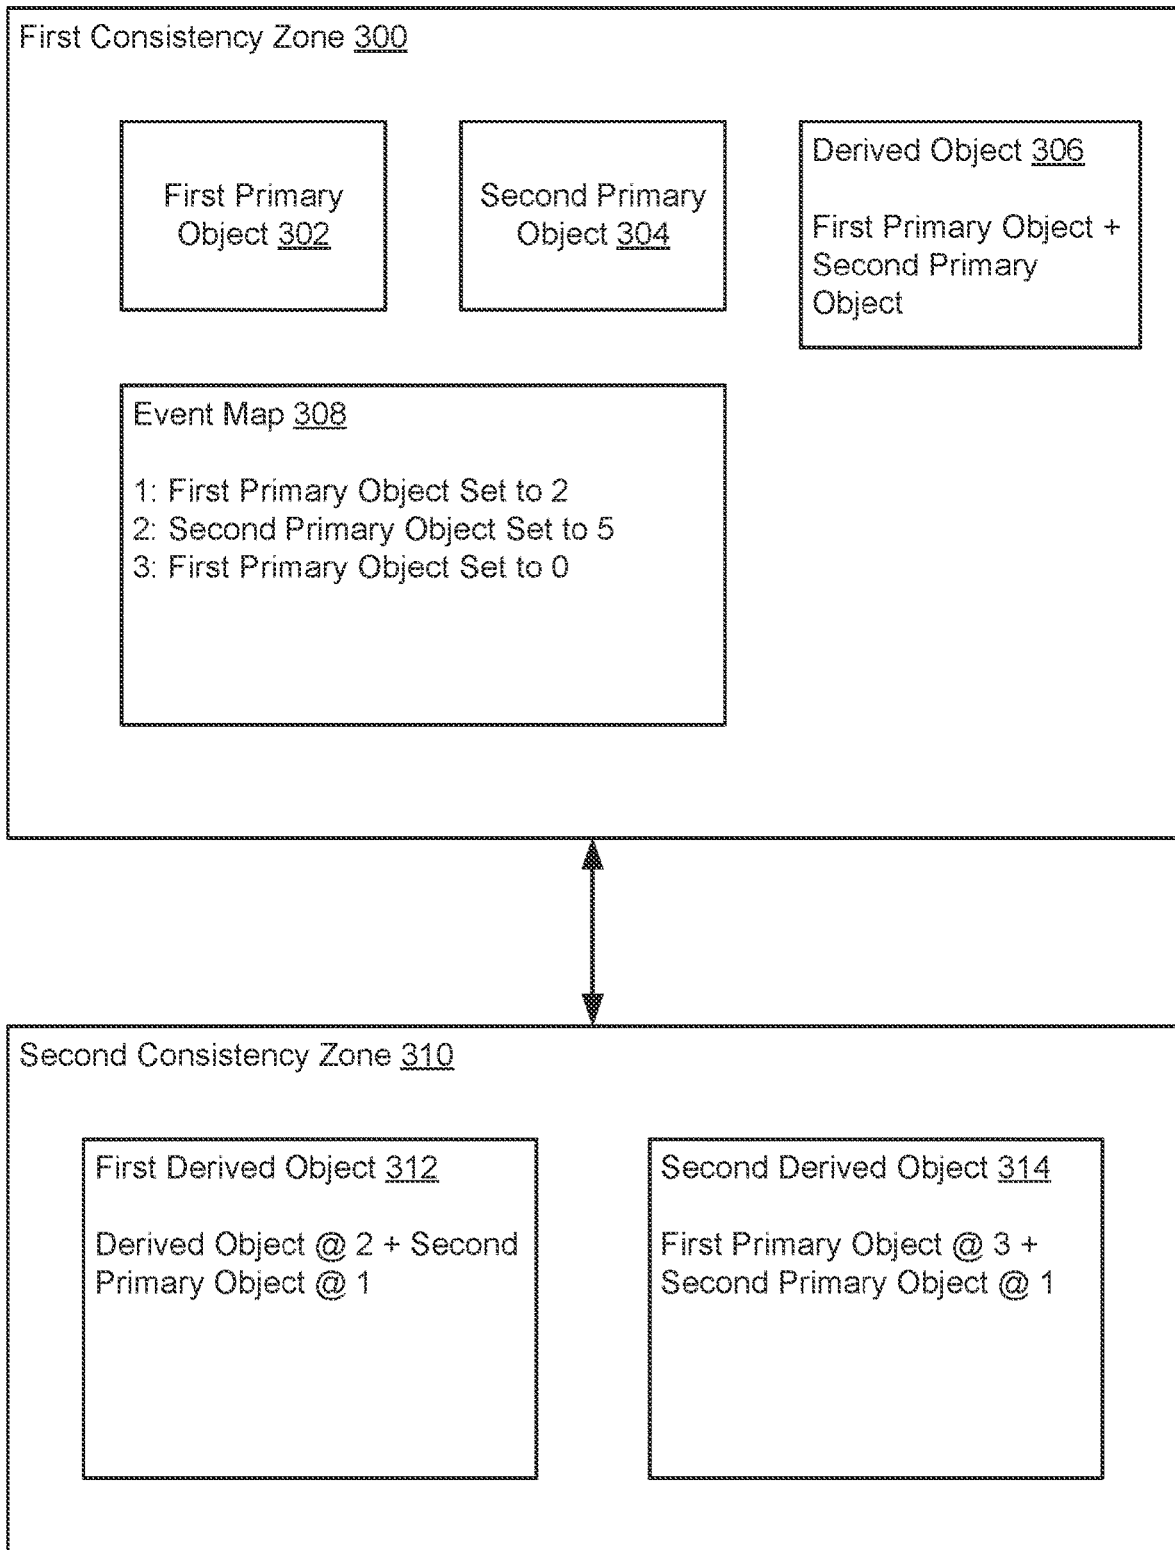 First Consistency Zone 300
First Primary
Object 302
Second Primary
Object 304
Derived Object 306
First Primary Object +
Second Primary
Object
Event Map 308
1: First Primary Object Set to 2
2: Second Primary Object Set to 5
3: First Primary Object Set to 0
Second Consistency Zone 310
First Derived Object 312
Derived Object @ 2 + Second
Primary Object @ 1
Second Derived Object 314
First Primary Object @ 3 +
Second Primary Object @ 1